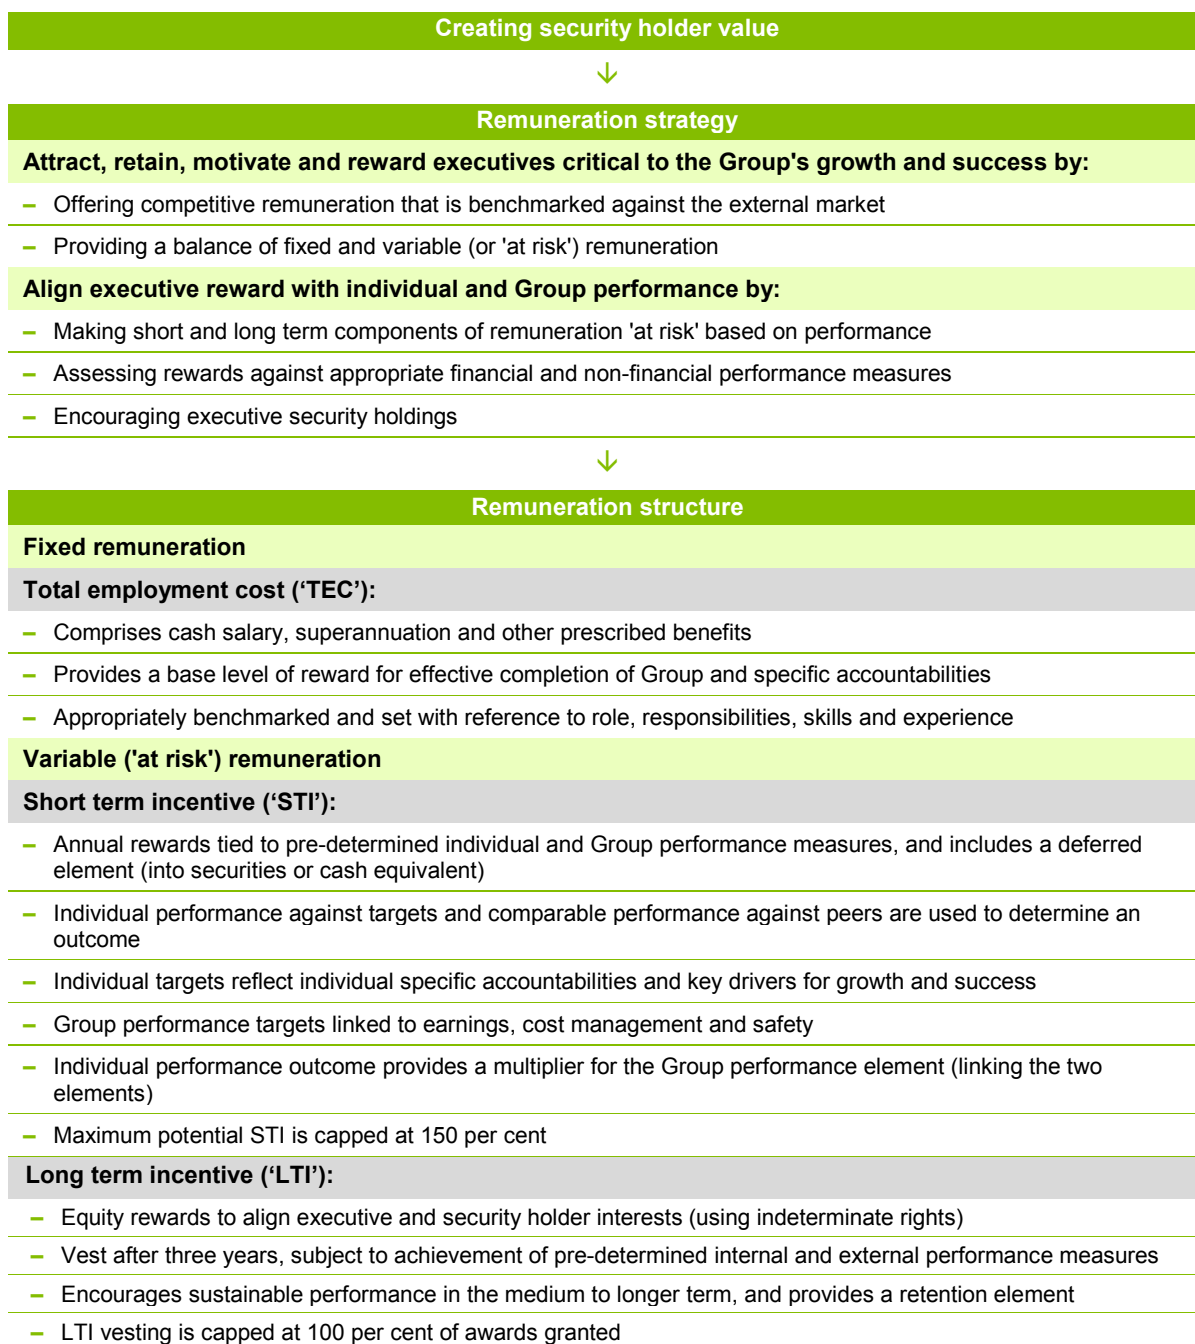 Creating security holder value
↓
Remuneration strategy
Attract, retain, motivate and reward executives critical to the Group's growth and success by:
– Offering competitive remuneration that is benchmarked against the external market
– Providing a balance of fixed and variable (or 'at risk') remuneration
Align executive reward with individual and Group performance by:
– Making short and long term components of remuneration 'at risk' based on performance
– Assessing rewards against appropriate financial and non-financial performance measures
– Encouraging executive security holdings
↓
Remuneration structure
Fixed remuneration
Total employment cost (‘TEC’):
– Comprises cash salary, superannuation and other prescribed benefits
– Provides a base level of reward for effective completion of Group and specific accountabilities
– Appropriately benchmarked and set with reference to role, responsibilities, skills and experience
Variable ('at risk') remuneration
Short term incentive (‘STI’):
– Annual rewards tied to pre-determined individual and Group performance measures, and includes a deferred
element (into securities or cash equivalent)
– Individual performance against targets and comparable performance against peers are used to determine an
outcome
– Individual targets reflect individual specific accountabilities and key drivers for growth and success
– Group performance targets linked to earnings, cost management and safety
– Individual performance outcome provides a multiplier for the Group performance element (linking the two
elements)
– Maximum potential STI is capped at 150 per cent
Long term incentive (‘LTI’):
– Equity rewards to align executive and security holder interests (using indeterminate rights)
– Vest after three years, subject to achievement of pre-determined internal and external performance measures
– Encourages sustainable performance in the medium to longer term, and provides a retention element
– LTI vesting is capped at 100 per cent of awards granted